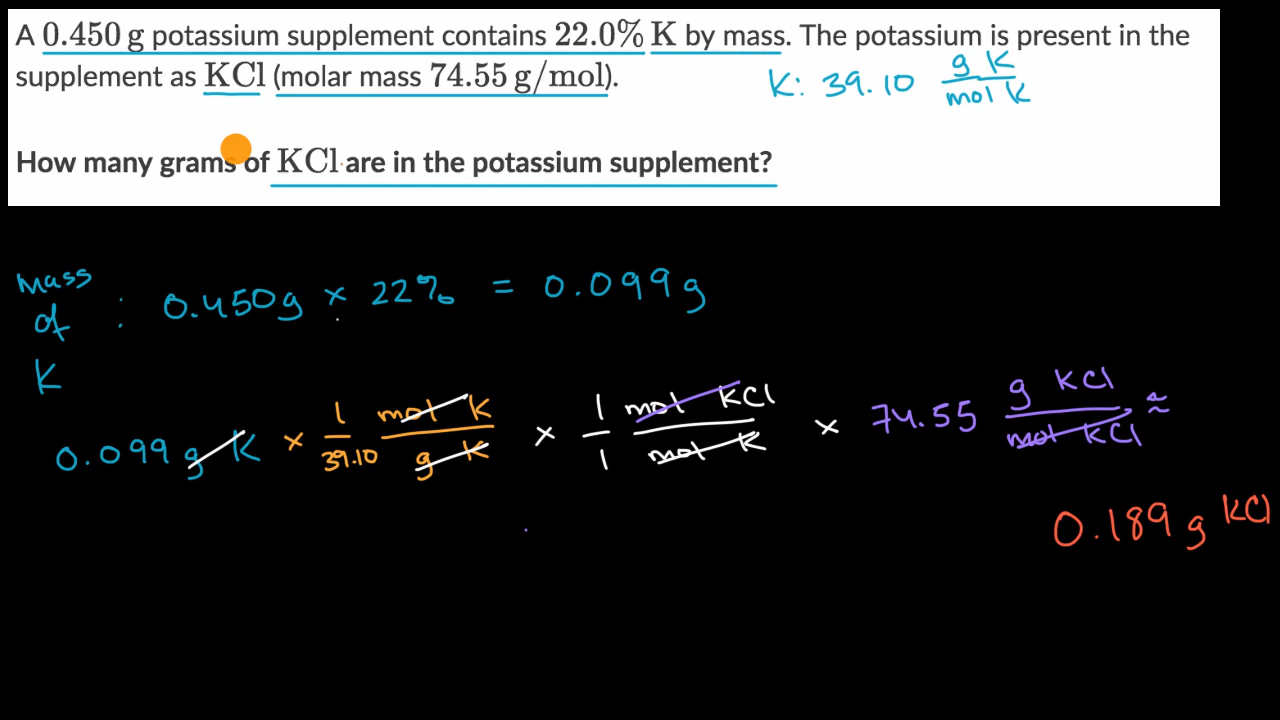 A 0.450 g potassium supplement contains 22.0% K by mass. The potassium is present in the
supplement as KCl (molar mass 74.55 g/mol).
K: 39.10 g K / mol K
How many grams of KCl are in the potassium supplement?
Mass of K : 0.450g × 22% = 0.099g
0.099 g K × 1/39.10 mol K / g K × 1/1 mol KCl / mol K × 74.55 g KCl / mol KCl ≈
0.189 g KCl